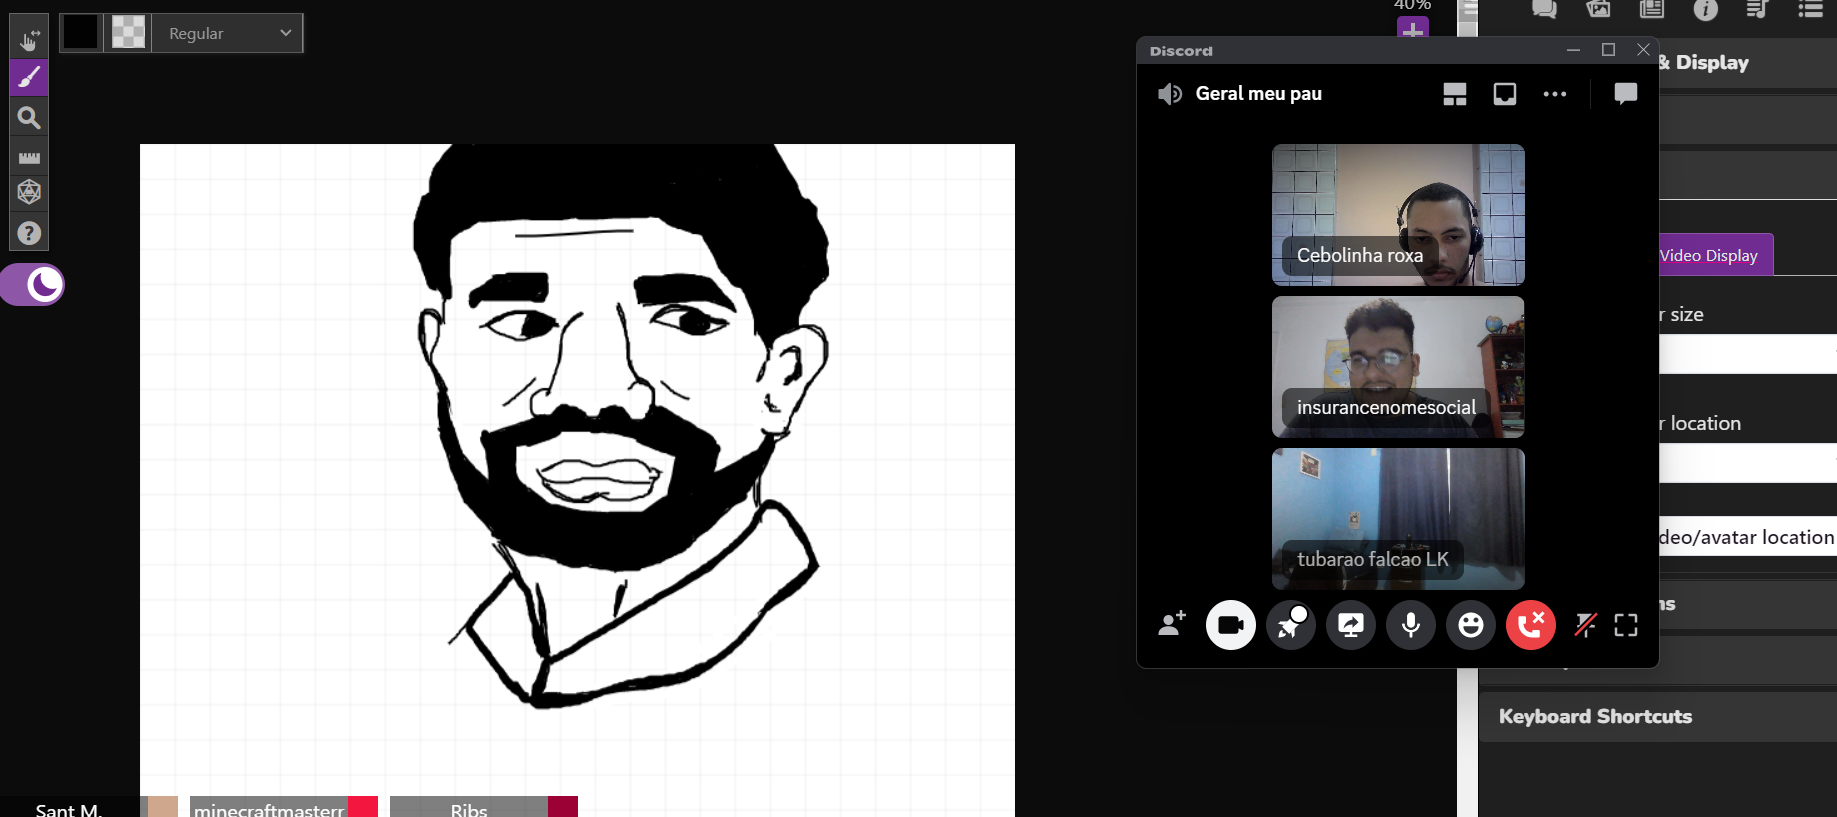 Regular
40%
Discord
Geral meu pau
Cebolinha roxa
insurancenomesocial
tubarao falcao LK
& Display
Video Display
r size
r location
deo/avatar location
ns
Keyboard Shortcuts
Sant M.
minecraftmasterr
Ribs